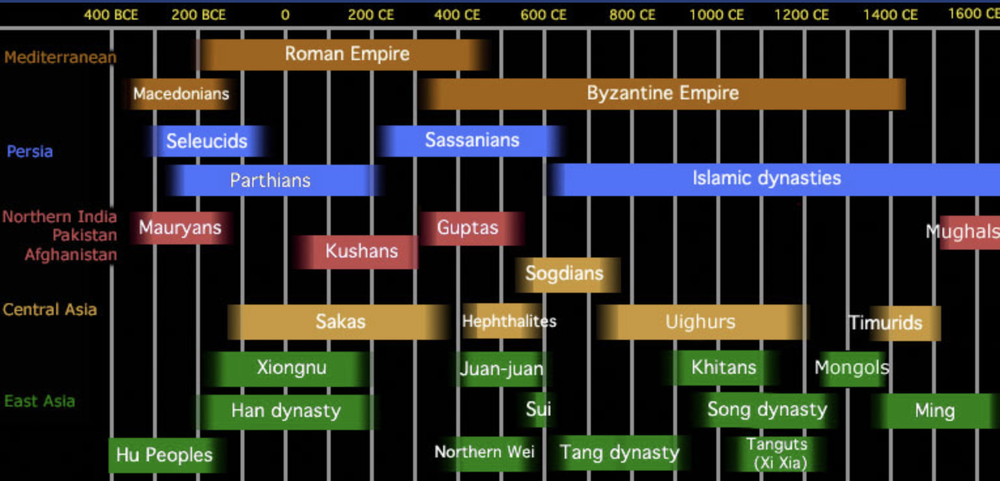 400 BCE 200 BCE 0 200 CE 400 CE 600 CE 800 CE 1000 CE 1200 CE 1400 CE 1600 CE
Mediterranean
Roman Empire
Macedonians
Byzantine Empire
Persia
Seleucids
Sassanians
Parthians
Islamic dynasties
Northern India
Pakistan
Afghanistan
Mauryans
Guptas
Mughals
Kushans
Sogdians
Central Asia
Sakas
Hephthalites
Uighurs
Timurids
Xiongnu
Juan-juan
Khitans
Mongols
East Asia
Han dynasty
Sui
Song dynasty
Ming
Hu Peoples
Northern Wei
Tang dynasty
Tanguts
(Xi Xia)